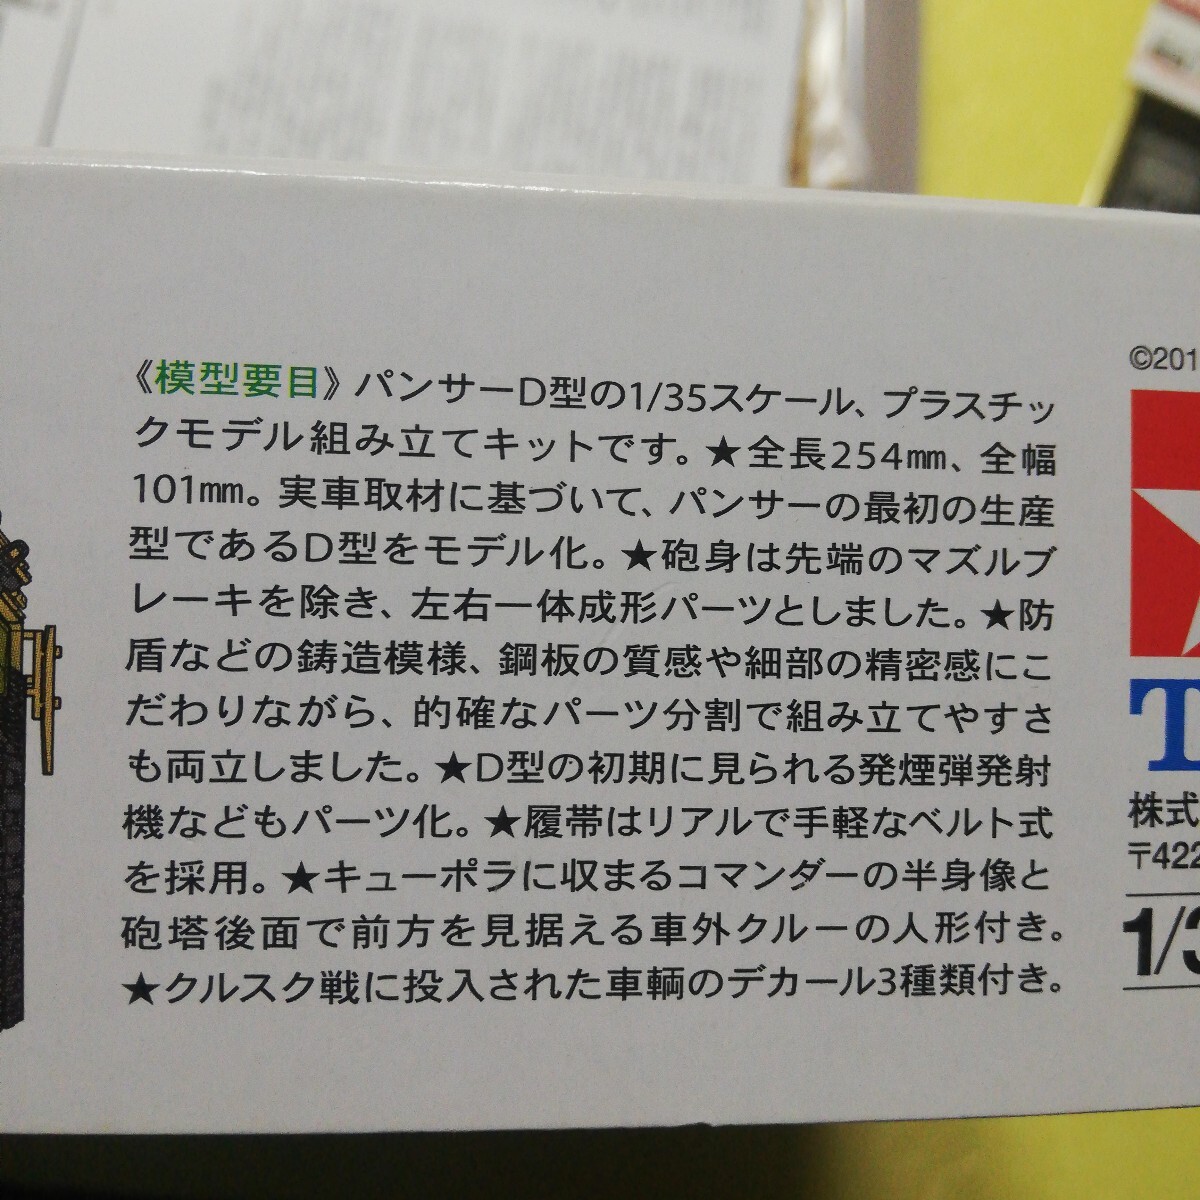 《模型要目》パンサーD型の1/35スケール、プラスチッ
クモデル組み立てキットです。★全長254mm、全幅
101mm。実車取材に基づいて、パンサーの最初の生産
型であるD型をモデル化。★砲身は先端のマズルブ
レーキを除き、左右一体成形パーツとしました。★防
盾などの鋳造模様、鋼板の質感や細部の精密感にこ
だわりながら、的確なパーツ分割で組み立てやすさ
も両立しました。★D型の初期に見られる発煙弾発射
機などもパーツ化。★履帯はリアルで手軽なベルト式
を採用。★キューポラに収まるコマンダーの半身像と
砲塔後面で前方を見据える車外クルーの人形付き。
★クルスク戦に投入された車輌のデカール3種類付き。
©201
T
株式
〒422
1/3